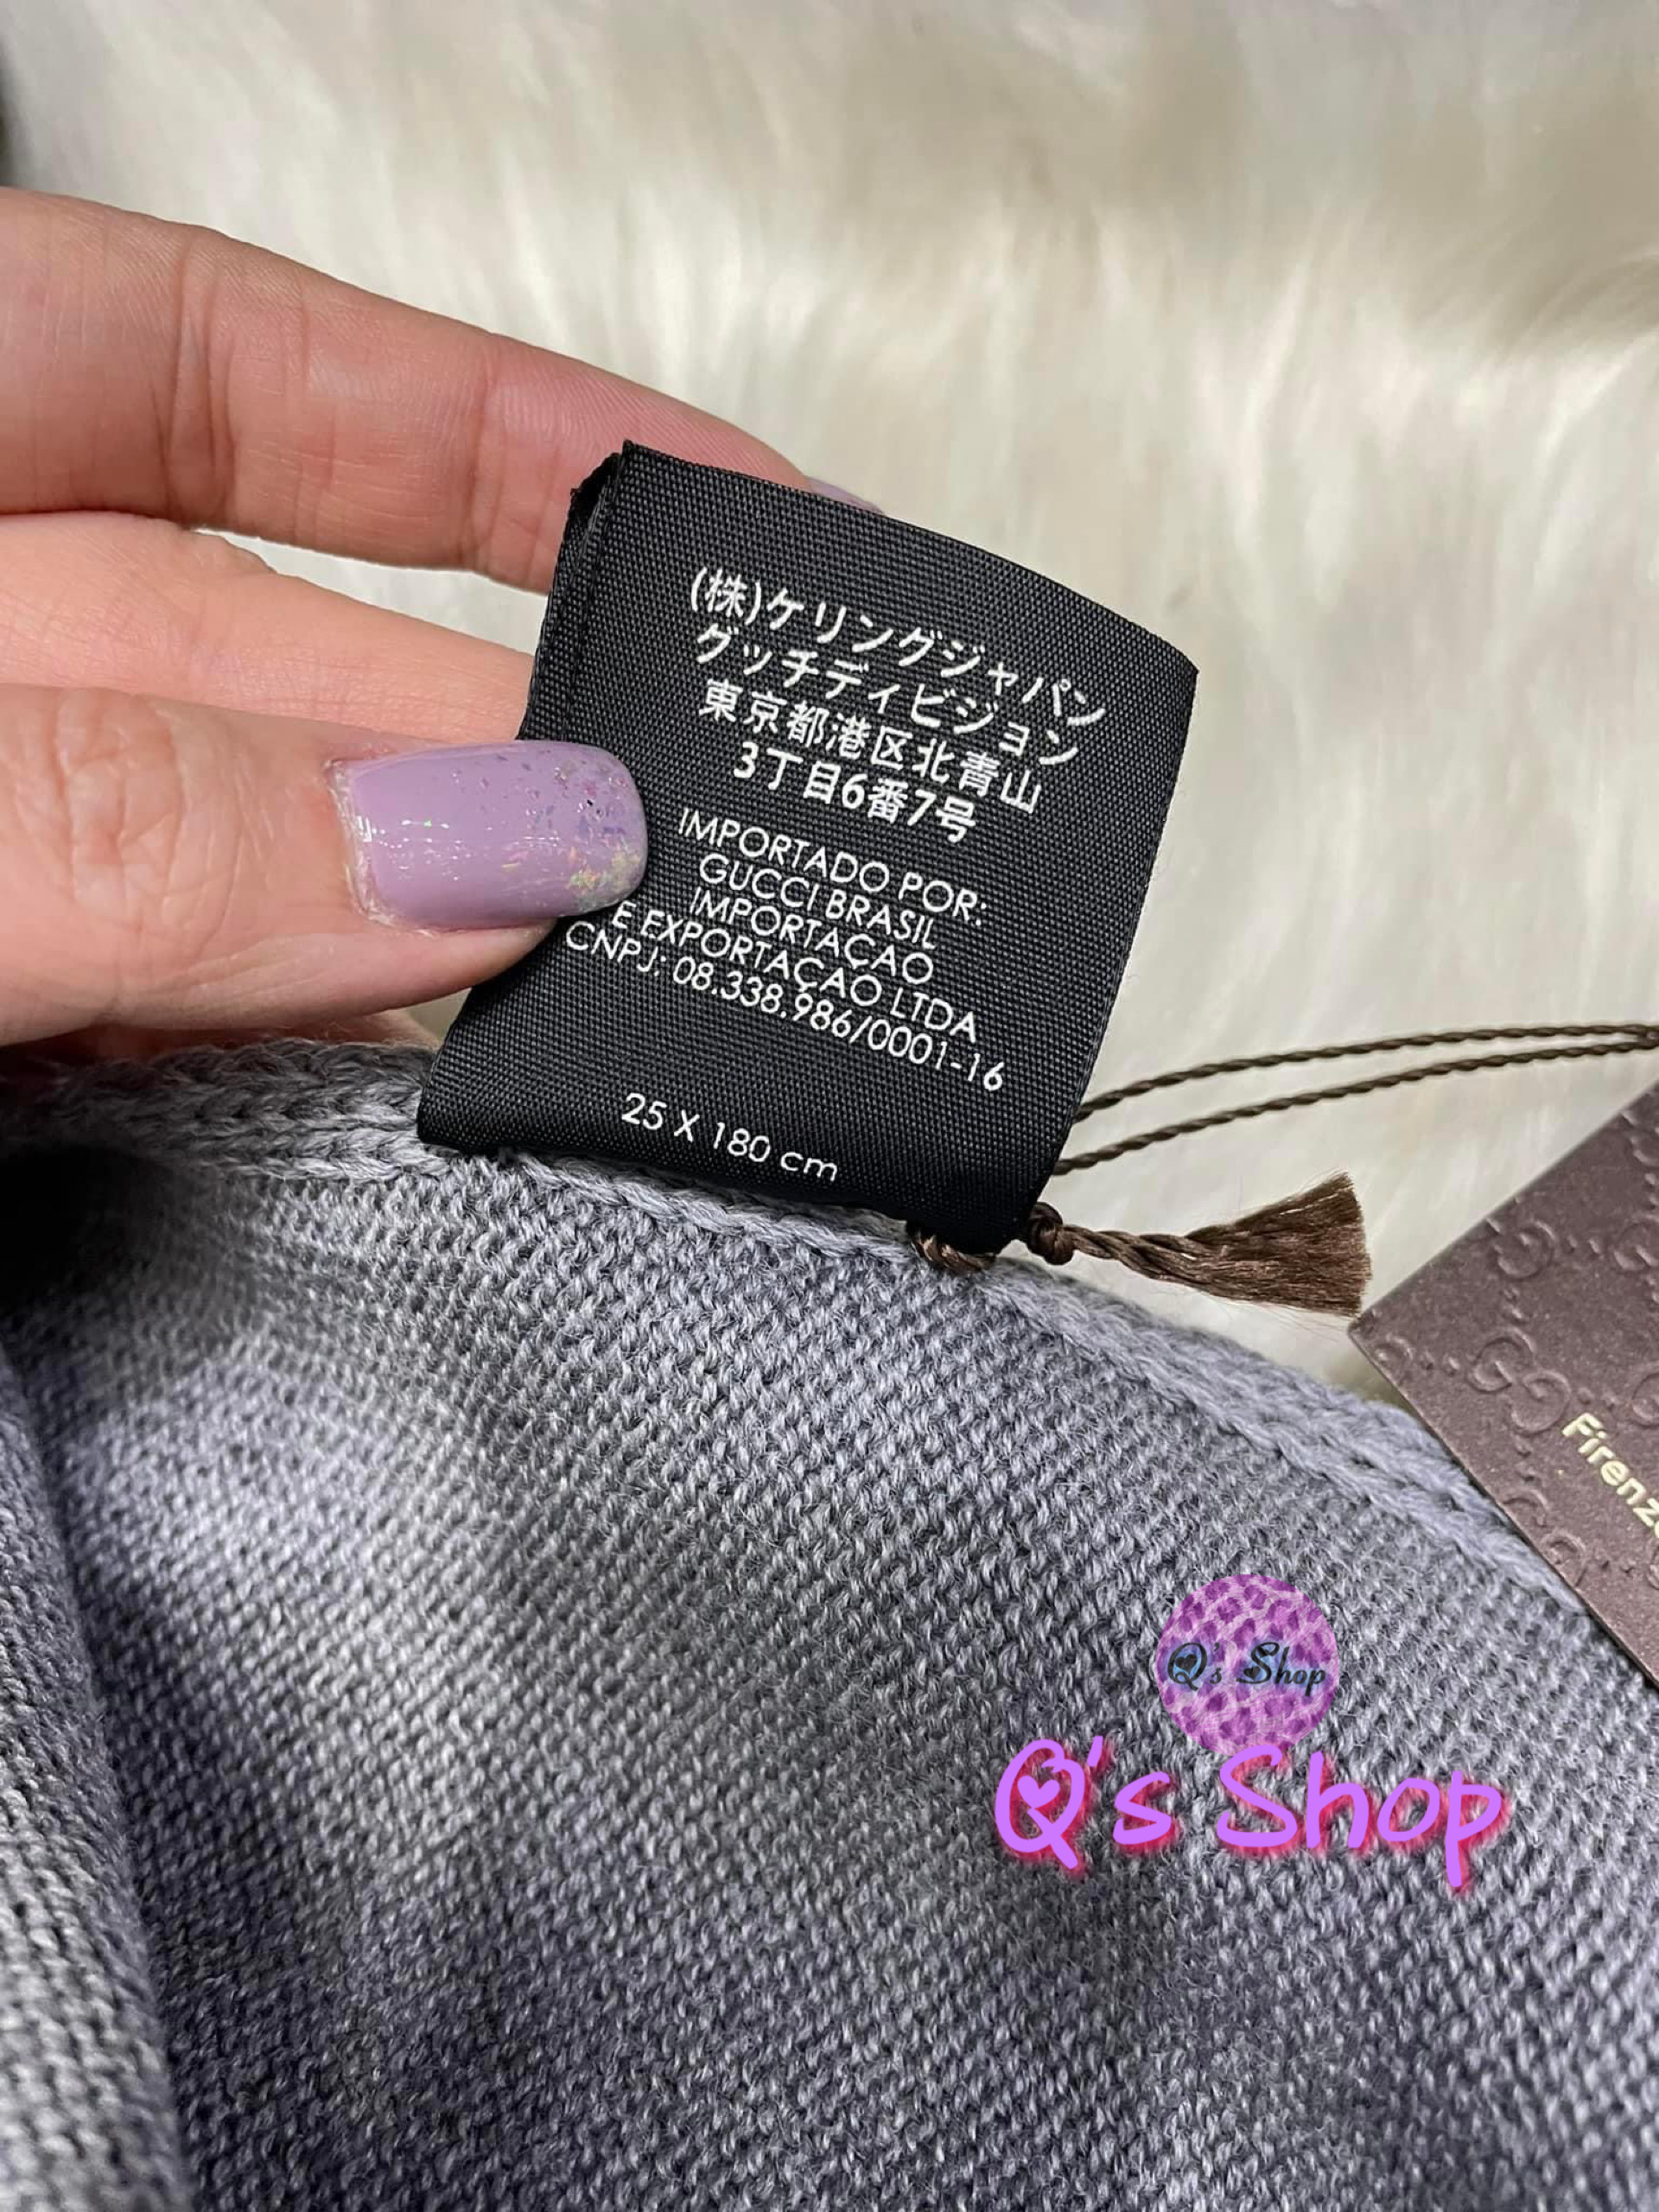 (株)ケリングジャパン
グッチディビジョン
東京都港区北青山
3丁目6番7号
IMPORTADO POR:
GUCCI BRASIL
IMPORTAÇAO
E EXPORTAÇAO LTDA
CNPJ: 08.338.986/0001-16
25 X 180 cm
Q's Shop
Q's Shop